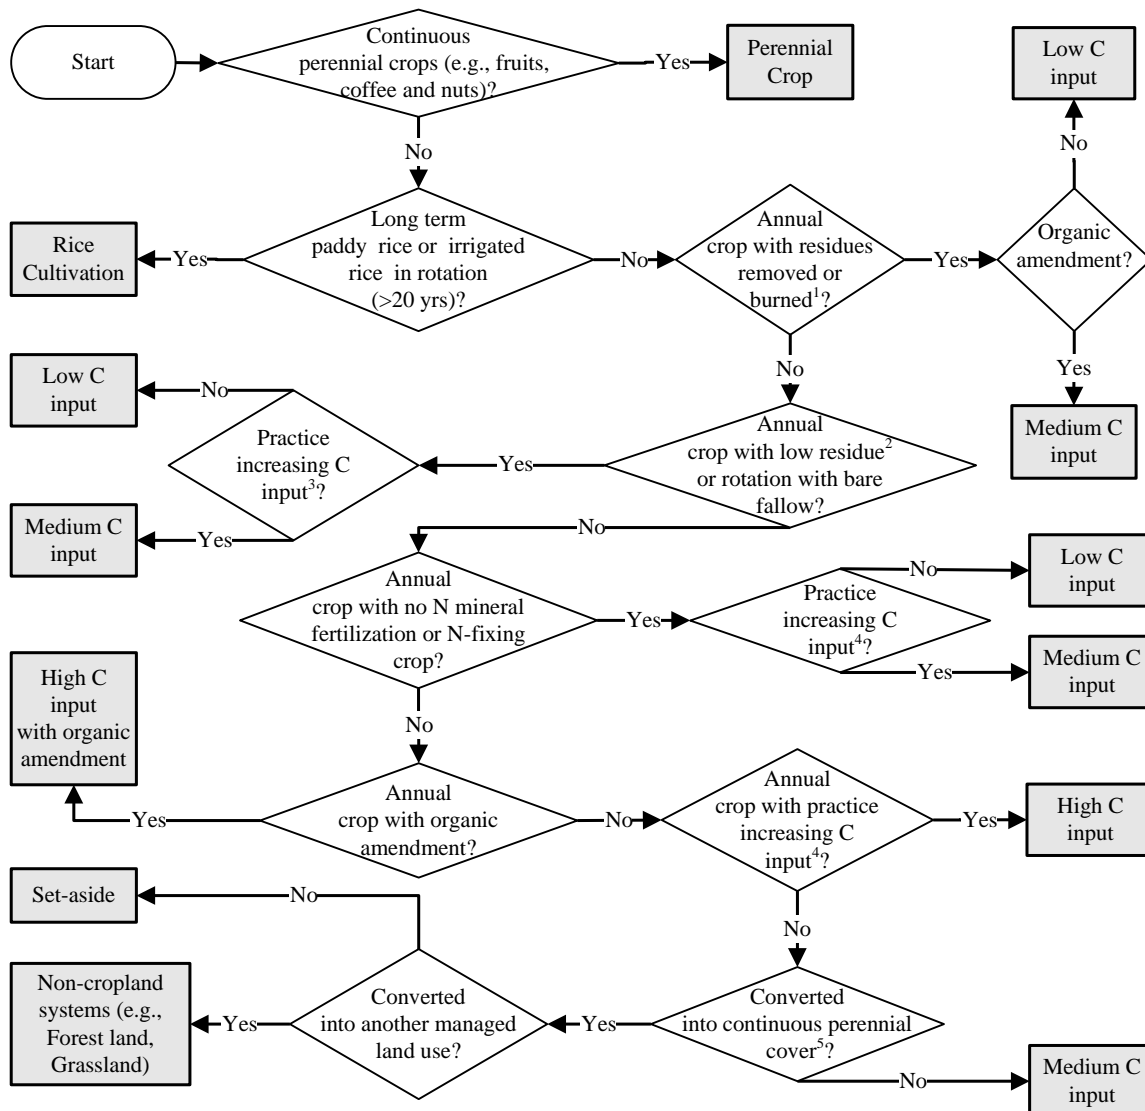 Start
Continuous
perennial crops (e.g., fruits,
coffee and nuts)?
Yes
Perennial
Crop
Low C
input
No
No
Long term
paddy rice or irrigated
rice in rotation
(>20 yrs)?
Yes
Rice
Cultivation
No
Annual
crop with residues
removed or
burned¹?
Yes
Organic
amendment?
Yes
Medium C
input
No
Annual
crop with low residue²
or rotation with bare
fallow?
Yes
Practice
increasing C
input³?
No
Low C
input
Yes
Medium C
input
No
Annual
crop with no N mineral
fertilization or N-fixing
crop?
Yes
Practice
increasing C
input⁴?
No
Low C
input
Yes
Medium C
input
No
Annual
crop with organic
amendment?
Yes
High C
input
with organic
amendment
No
Annual
crop with practice
increasing C
input⁴?
Yes
High C
input
No
Converted
into continuous perennial
cover⁵?
No
Medium C
input
Yes
Converted
into another managed
land use?
No
Set-aside
Yes
Non-cropland
systems (e.g.,
Forest land,
Grassland)